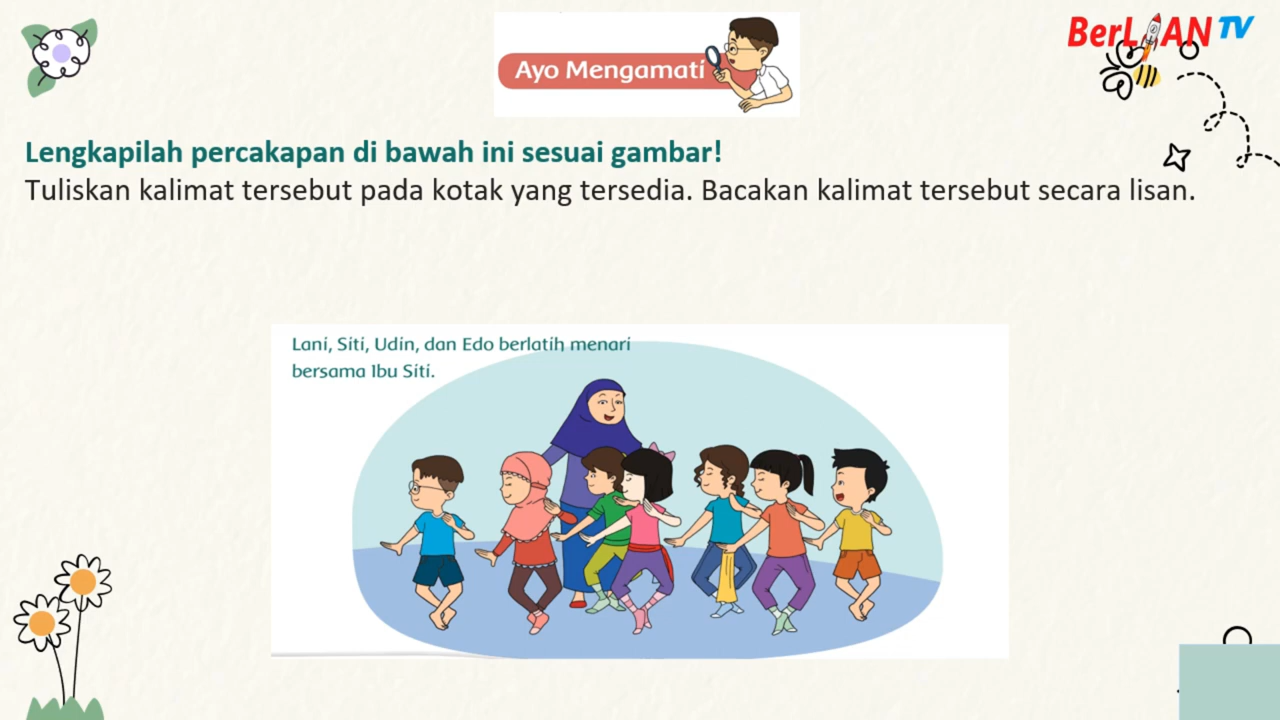 BerLIAN TV
Ayo Mengamati
Lengkapilah percakapan di bawah ini sesuai gambar!
Tuliskan kalimat tersebut pada kotak yang tersedia. Bacakan kalimat tersebut secara lisan.
Lani, Siti, Udin, dan Edo berlatih menari
bersama Ibu Siti.